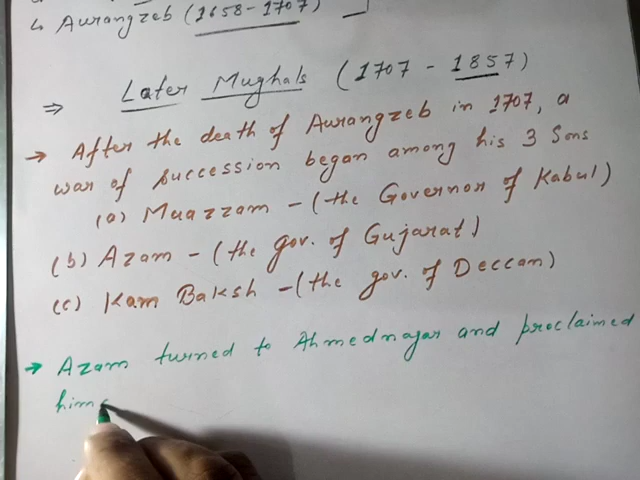 4. Aurangzeb (1658-1707)
⇒ Later Mughals (1707 - 1857)
→ After the death of Aurangzeb in 1707, a
war of succession began among his 3 Sons
(a) Muazzam - (the Governor of Kabul)
(b) Azam - (the gov. of Gujarat)
(c) Kam Baksh - (the gov. of Deccan)
→ Azam turned to Ahmednagar and proclaimed
him